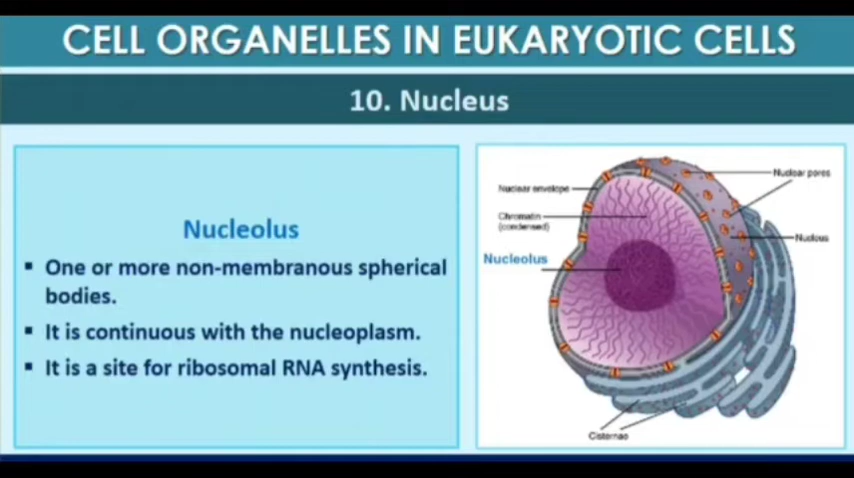 CELL ORGANELLES IN EUKARYOTIC CELLS
10. Nucleus
Nucleolus
▪ One or more non-membranous spherical
bodies.
▪ It is continuous with the nucleoplasm.
▪ It is a site for ribosomal RNA synthesis.
Nuclear envelope
Chromatin
(condensed)
Nucleolus
Nuclear pores
Nucleus
Cisternae